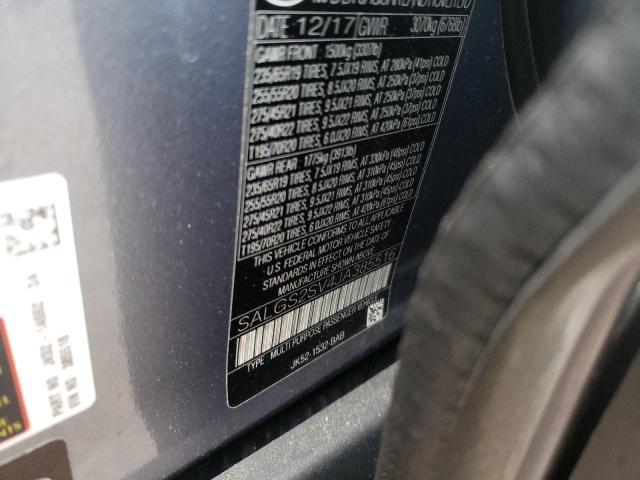 DATE 12/17 GVWR 3070kg (6768lb)
GAWR FRONT 1500kg (3307lb)
235/65R19 TIRES, 7.5JX19 RIMS, AT 280kPa (41psi) COLD
255/55R20 TIRES, 8.5JX20 RIMS, AT 250kPa (37psi) COLD
275/45R21 TIRES, 9.5JX21 RIMS, AT 250kPa (37psi) COLD
275/40R22 TIRES, 9.5JX22 RIMS, AT 250kPa (37psi) COLD
T195/70R20 TIRES, 6.0JX20 RIMS, AT 420kPa (61psi) COLD
GAWR REAR 1775kg (3913lb)
235/65R19 TIRES, 7.5JX19 RIMS, AT 330kPa (48psi) COLD
255/55R20 TIRES, 8.5JX20 RIMS, AT 310kPa (45psi) COLD
275/45R21 TIRES, 9.5JX21 RIMS, AT 310kPa (45psi) COLD
275/40R22 TIRES, 9.5JX22 RIMS, AT 310kPa (45psi) COLD
T195/70R20 TIRES, 6.0JX20 RIMS, AT 420kPa (61psi) COLD
THIS VEHICLE CONFORMS TO ALL APPLICABLE
U.S. FEDERAL MOTOR VEHICLE SAFETY
STANDARDS IN EFFECT ON THE DATE OF
MANUFACTURE SHOWN ABOVE
SALGS2SV4JA385516
TYPE: MULTI PURPOSE PASSENGER VEHICLE
JK52-1532-BAB